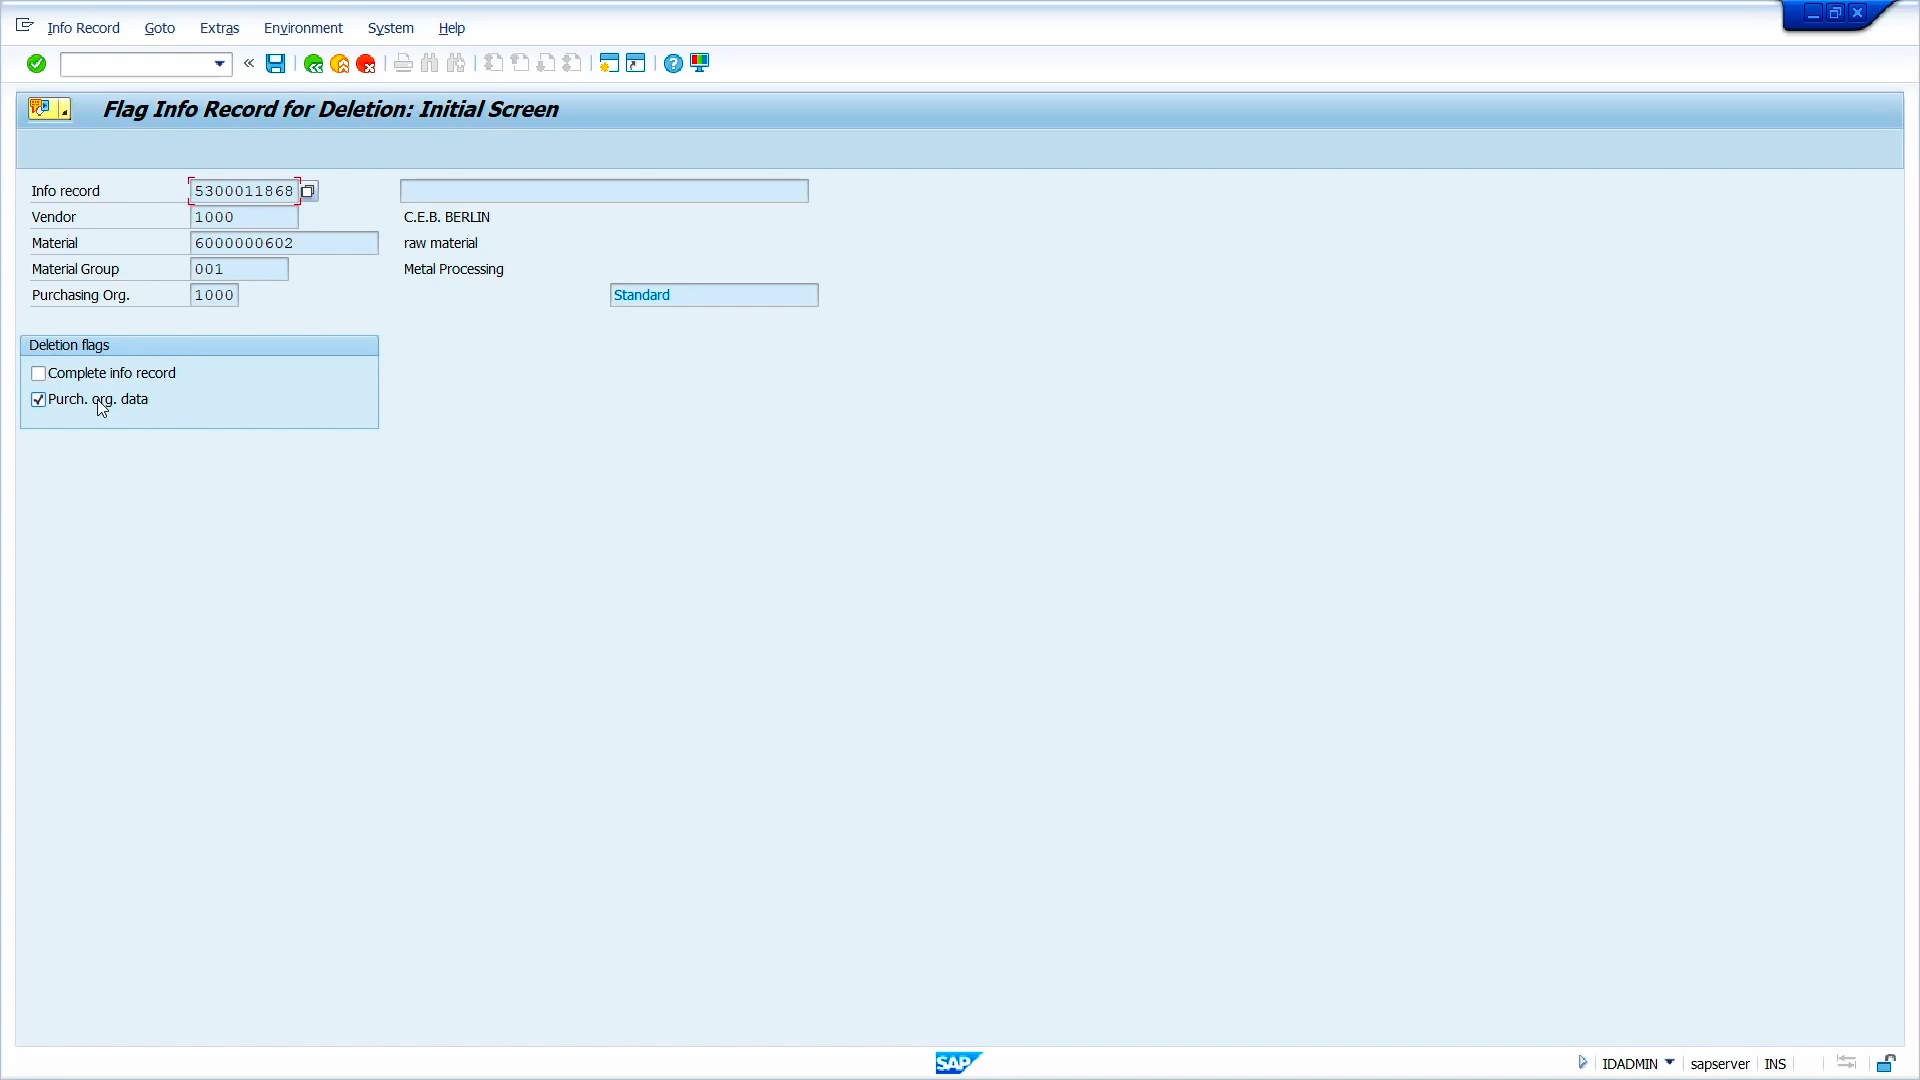 Info Record Goto Extras Environment System Help
«
Flag Info Record for Deletion: Initial Screen
Info record 5300011868
Vendor 1000 C.E.B. BERLIN
Material 6000000602 raw material
Material Group 001 Metal Processing
Purchasing Org. 1000 Standard
Deletion flags
Complete info record
Purch. org. data
SAP IDADMIN sapserver INS